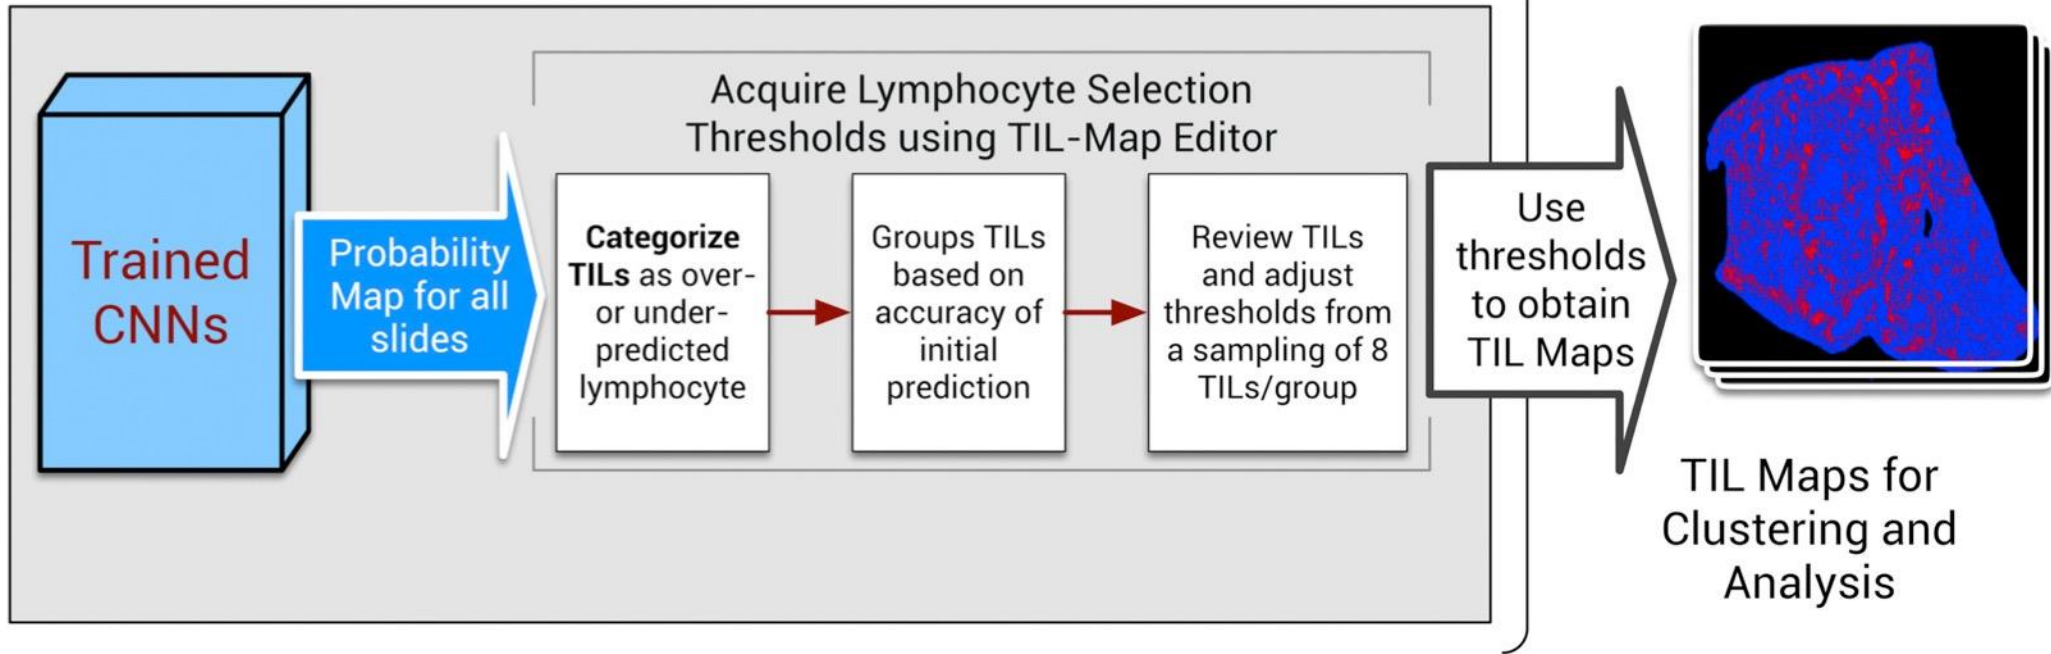 Trained
CNNs
Probability
Map for all
slides
Acquire Lymphocyte Selection
Thresholds using TIL-Map Editor
Categorize
TILs as over-
or under-
predicted
lymphocyte
Groups TILs
based on
accuracy of
initial
prediction
Review TILs
and adjust
thresholds from
a sampling of 8
TILs/group
Use
thresholds
to obtain
TIL Maps
TIL Maps for
Clustering and
Analysis